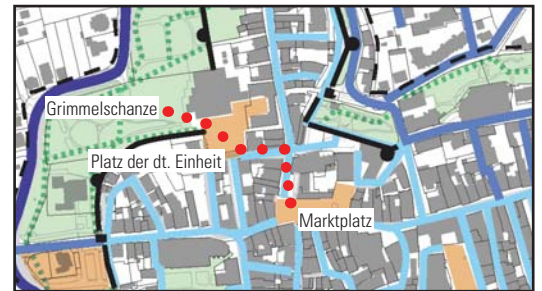 Grimmelschanze
Platz der dt. Einheit
Marktplatz